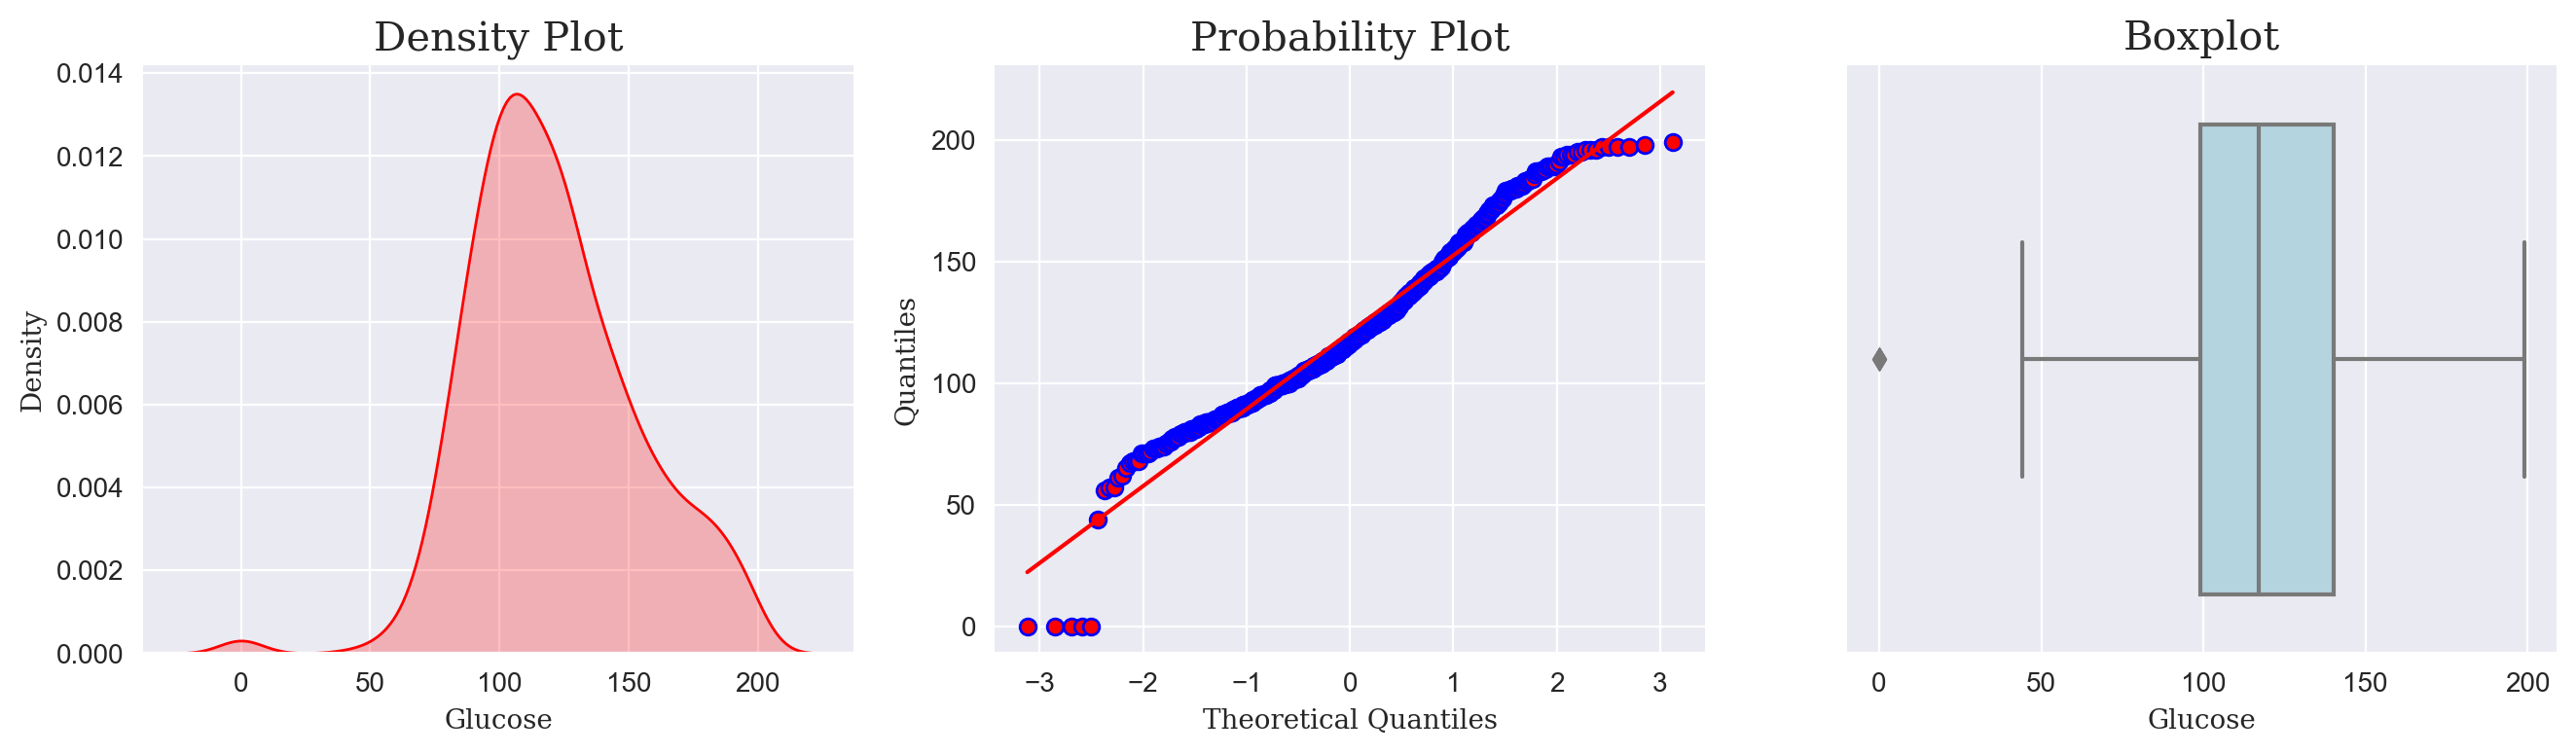 Density Plot
0.014
0.012
0.010
0.008
0.006
0.004
0.002
0.000
Density
0 50 100 150 200
Glucose
Probability Plot
200
150
100
50
0
Quantiles
−3 −2 −1 0 1 2 3
Theoretical Quantiles
Boxplot
0 50 100 150 200
Glucose